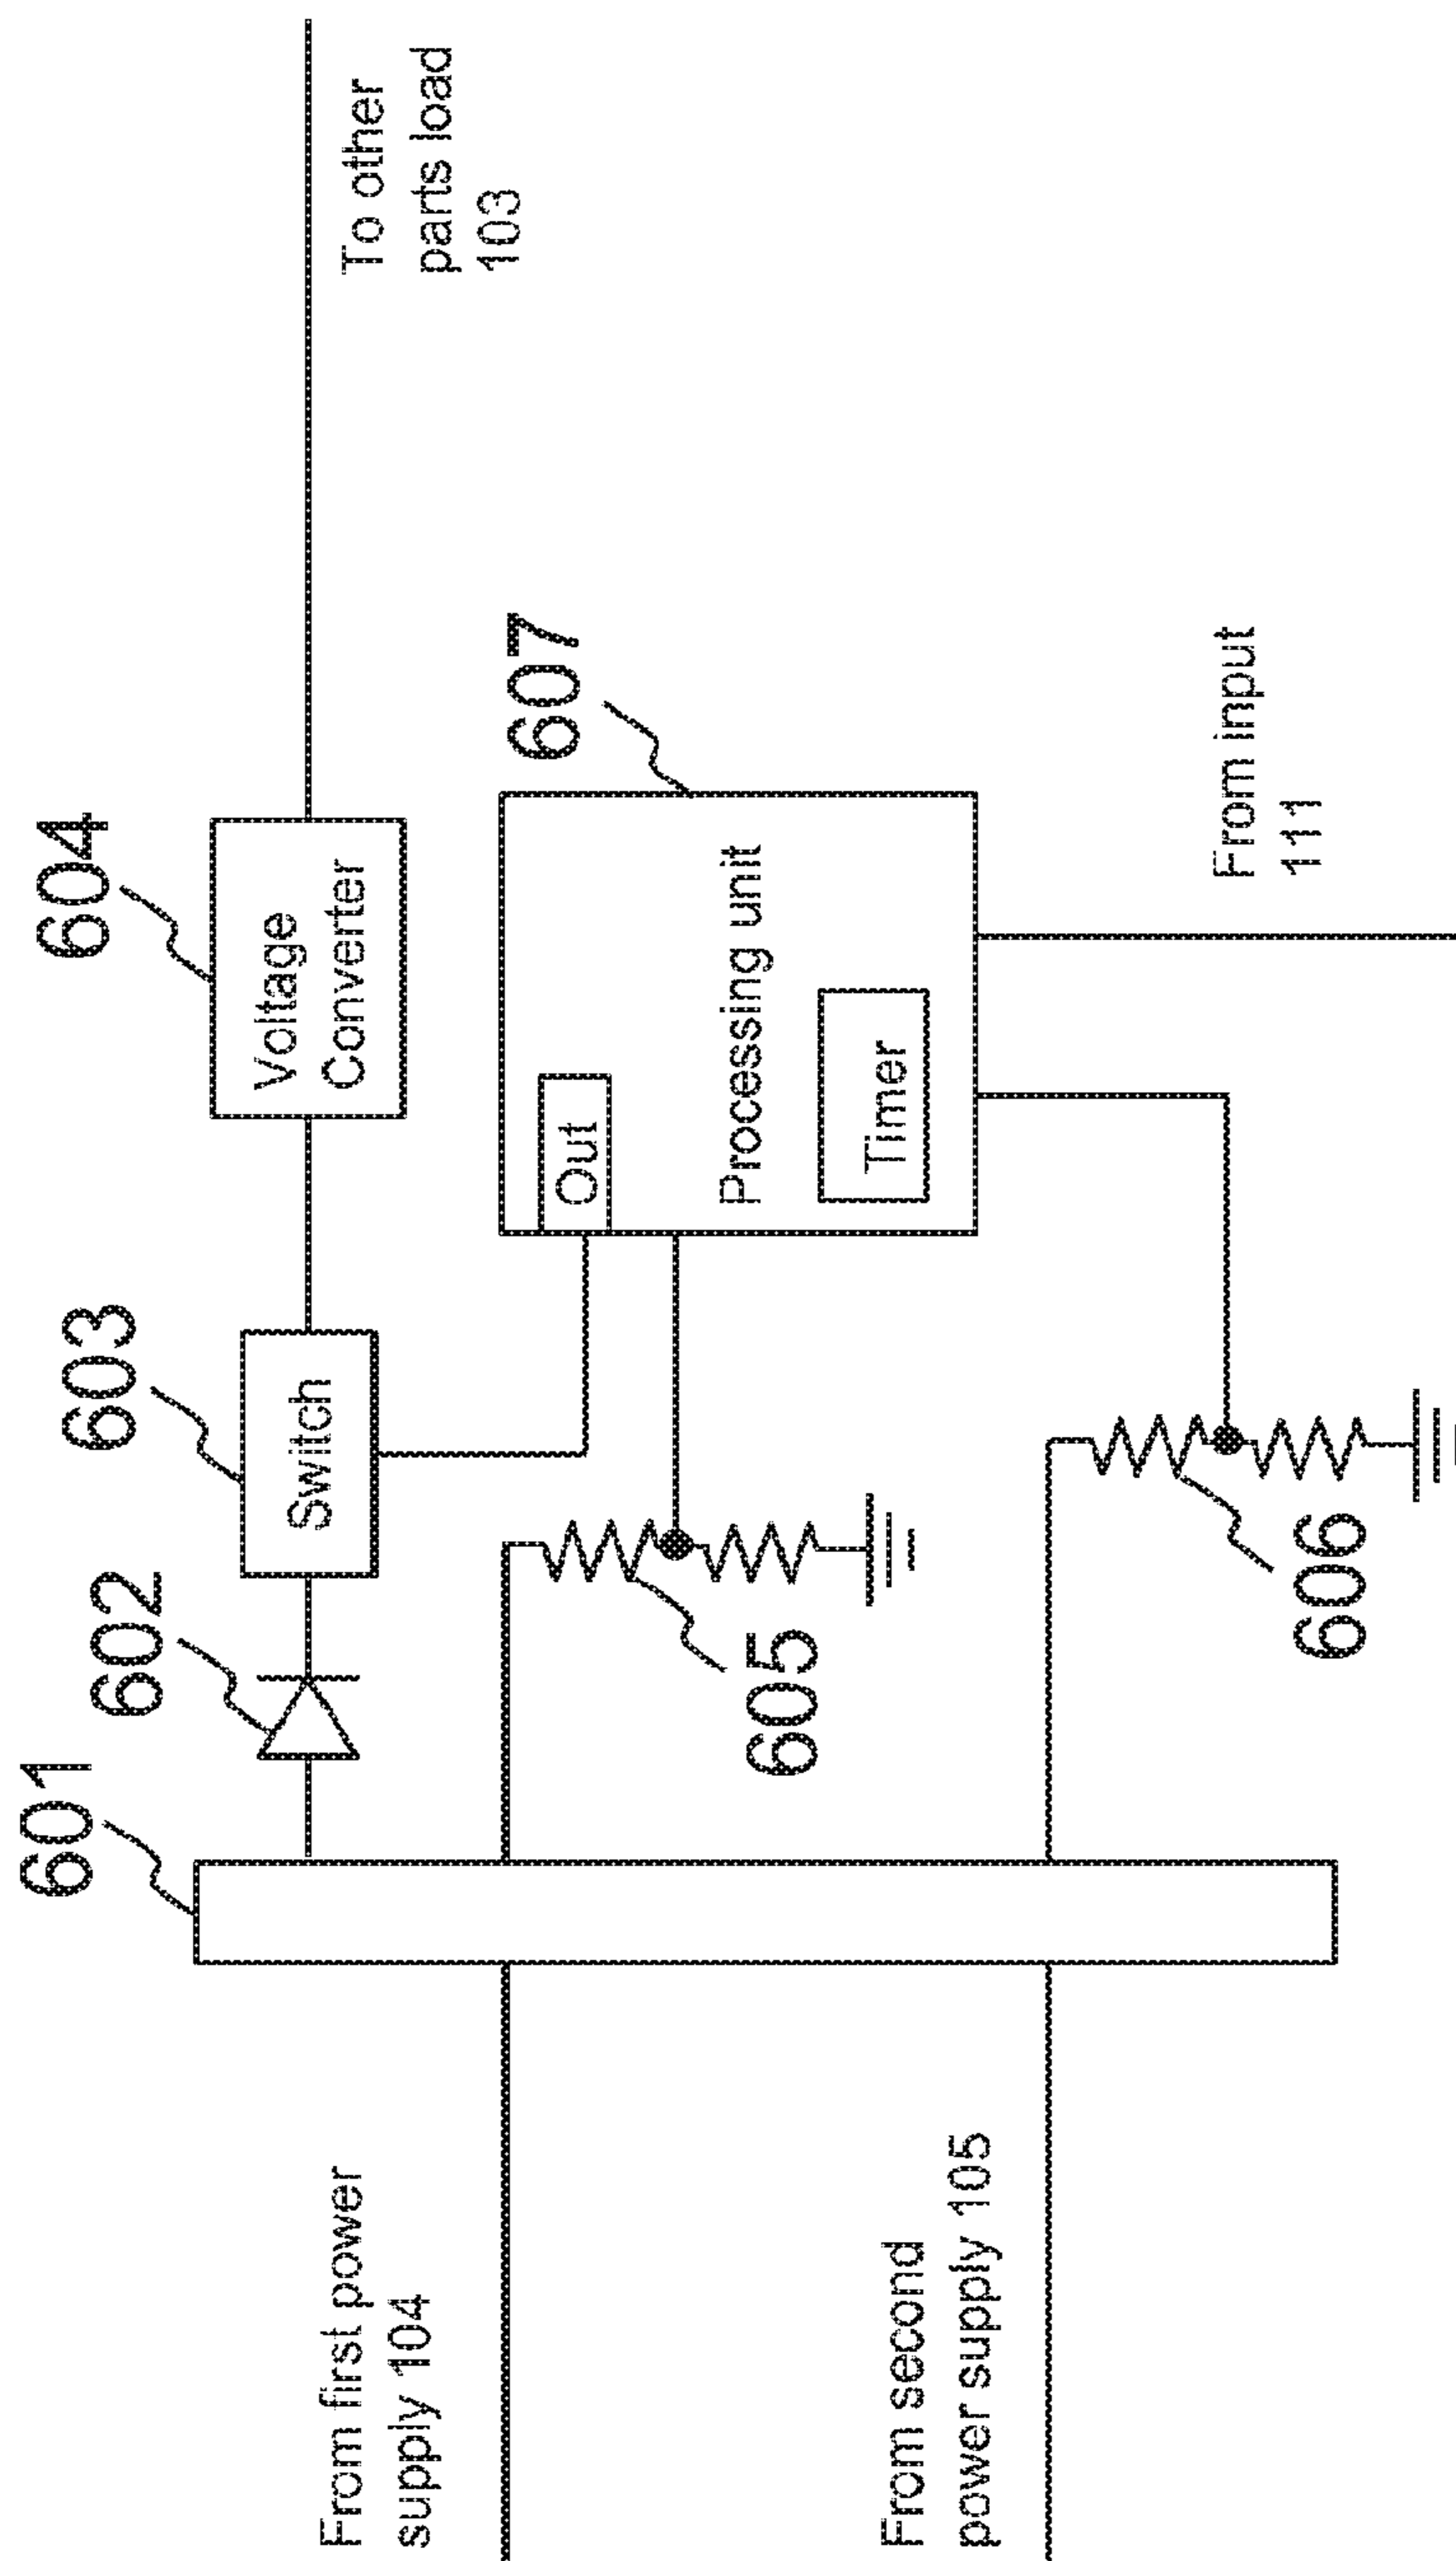 601
602
603
604
Switch
Voltage
Converter
To other
parts load
103
From first power
supply 104
605
Out
Processing unit
Timer
607
From second
power supply 105
606
From input
111